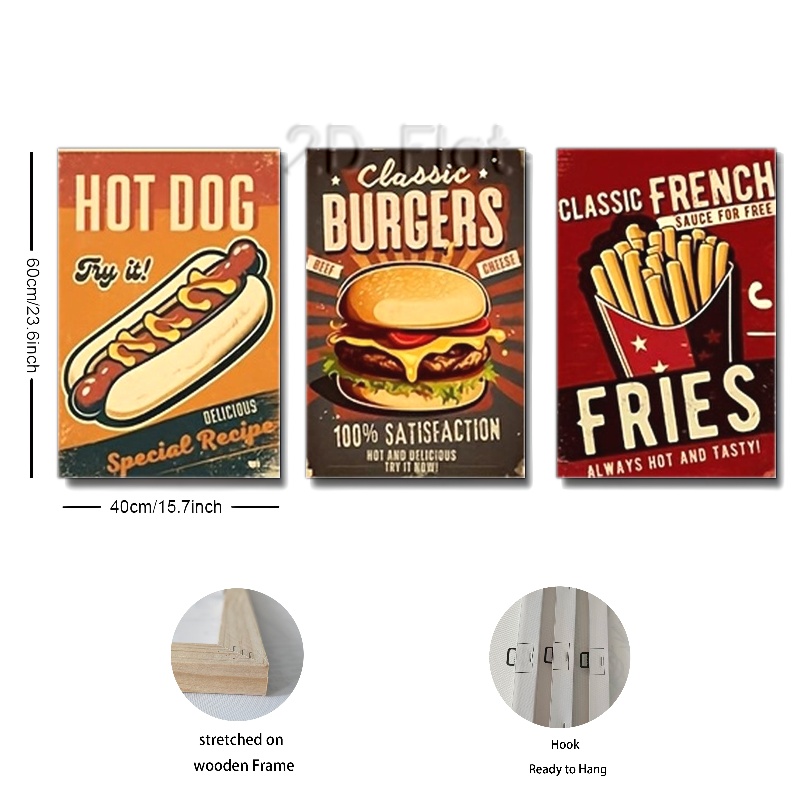 2D Flat
HOT DOG
Try it!
DELICIOUS
Special Recipe
Classic
BURGERS
BEEF
CHEESE
100% SATISFACTION
HOT AND DELICIOUS
TRY IT NOW!
CLASSIC FRENCH
SAUCE FOR FREE
FRIES
ALWAYS HOT AND TASTY!
60cm/23.6inch
40cm/15.7inch
stretched on
wooden Frame
Hook
Ready to Hang